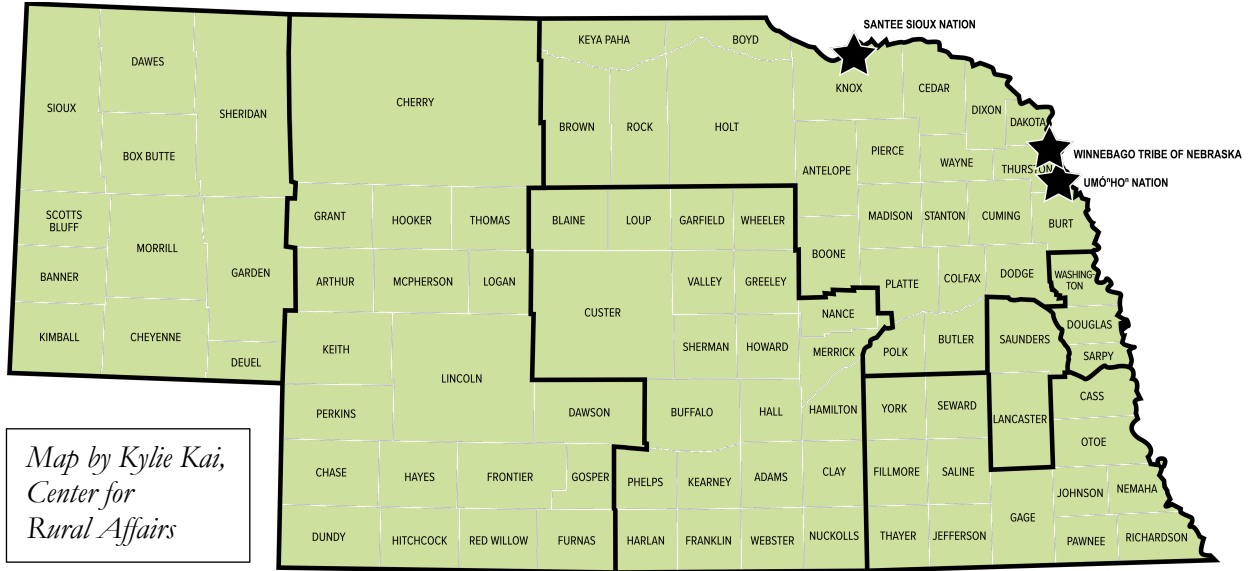 SANTEE SIOUX NATION
KEYA PAHA
BOYD
DAWES
KNOX
CEDAR
SIOUX
CHERRY
DIXON
SHERIDAN
DAKOTA
BROWN
ROCK
HOLT
BOX BUTTE
PIERCE
WINNEBAGO TRIBE OF NEBRASKA
WAYNE
ANTELOPE
THURSTON
UMÓⁿHOⁿ NATION
SCOTTS
BLUFF
GRANT
HOOKER
THOMAS
BLAINE
LOUP
GARFIELD
WHEELER
MADISON
STANTON
CUMING
BURT
MORRILL
BOONE
BANNER
GARDEN
ARTHUR
MCPHERSON
LOGAN
VALLEY
GREELEY
PLATTE
COLFAX
DODGE
WASHING-
TON
CUSTER
NANCE
KIMBALL
CHEYENNE
DOUGLAS
KEITH
SHERMAN
HOWARD
MERRICK
POLK
BUTLER
SAUNDERS
SARPY
DEUEL
LINCOLN
CASS
PERKINS
DAWSON
BUFFALO
HALL
HAMILTON
YORK
SEWARD
LANCASTER
OTOE
CHASE
HAYES
FRONTIER
GOSPER
PHELPS
KEARNEY
ADAMS
CLAY
FILLMORE
SALINE
JOHNSON
NEMAHA
GAGE
DUNDY
HITCHCOCK
RED WILLOW
FURNAS
HARLAN
FRANKLIN
WEBSTER
NUCKOLLS
THAYER
JEFFERSON
PAWNEE
RICHARDSON
Map by Kylie Kai,
Center for
Rural Affairs